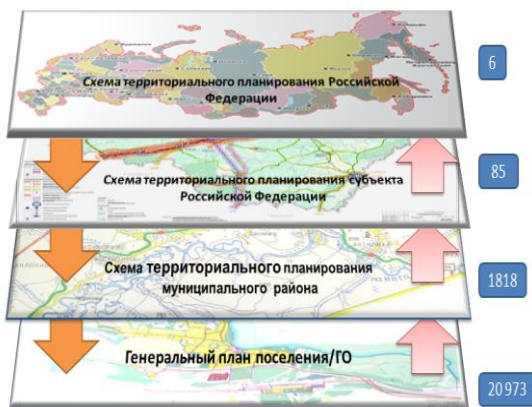 Схема территориального планирования Российской
Федерации
6
Схема территориального планирования субъекта
Российской Федерации
85
Схема территориального планирования
муниципального района
1818
Генеральный план поселения/ГО
20973